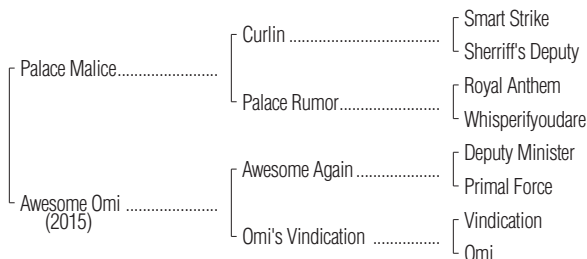 Smart Strike
Curlin ........................................
Sherriff's Deputy
Palace Malice..........................
Royal Anthem
Palace Rumor............................
Whisperifyoudare
Deputy Minister
Awesome Again .....................
Primal Force
Awesome Omi .......................
(2015)
Vindication
Omi's Vindication ................
Omi